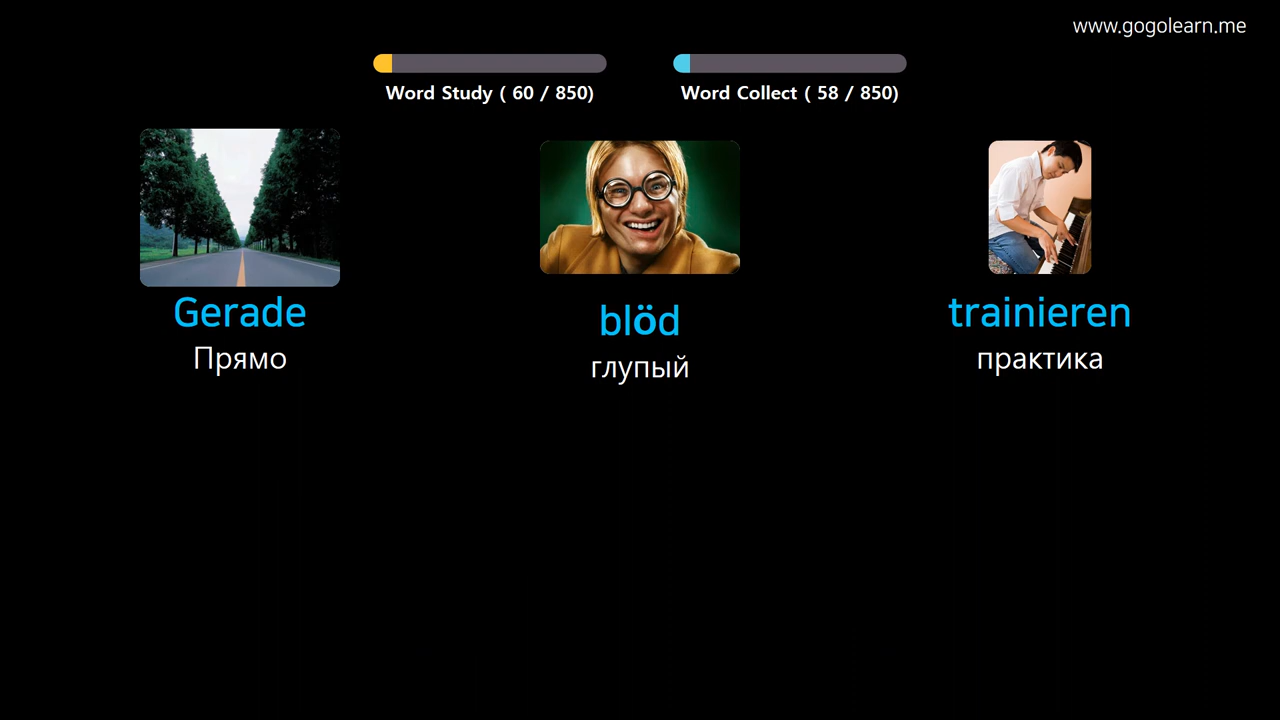 www.gogolearn.me
Word Study ( 60 / 850)
Word Collect ( 58 / 850)
Gerade
Прямо
blöd
глупый
trainieren
практика